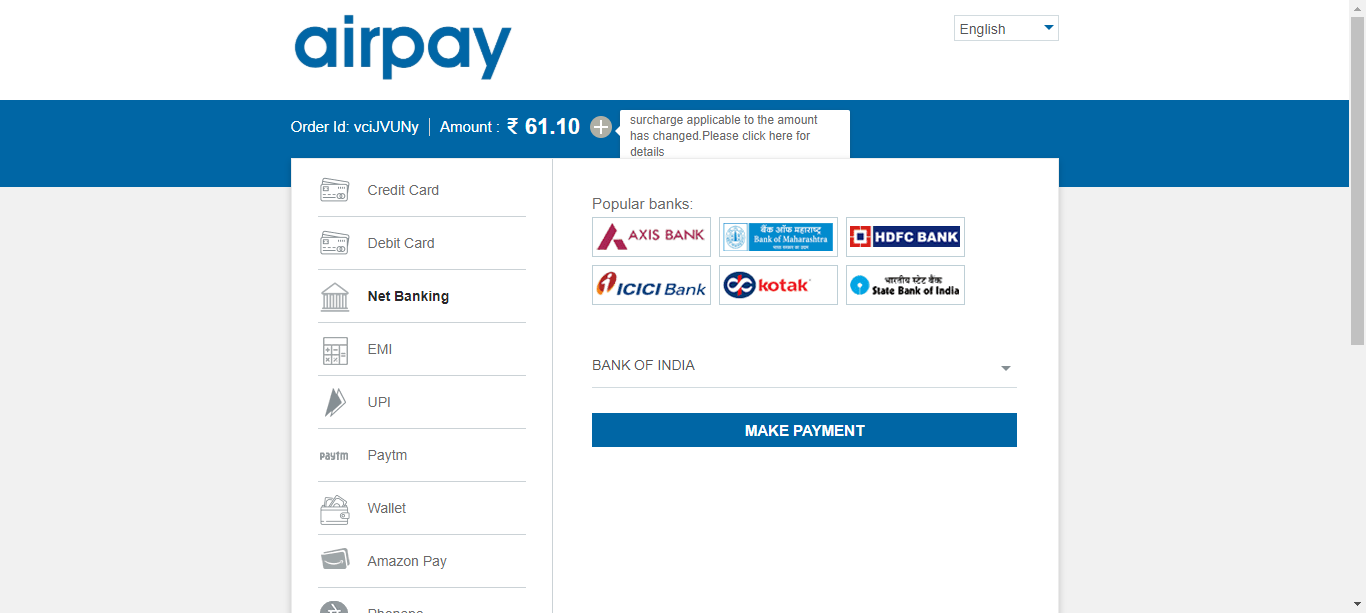 airpay
English
Order Id: vciJVUNy
Amount : ₹ 61.10
surcharge applicable to the amount
has changed.Please click here for
details
Credit Card
Debit Card
Net Banking
EMI
UPI
Paytm
Paytm
Wallet
Amazon Pay
Phonepe
Popular banks:
AXIS BANK
बैंक ऑफ महाराष्ट्र
Bank of Maharashtra
HDFC BANK
ICICI Bank
kotak
भारतीय स्टेट बैंक
State Bank of India
BANK OF INDIA
MAKE PAYMENT